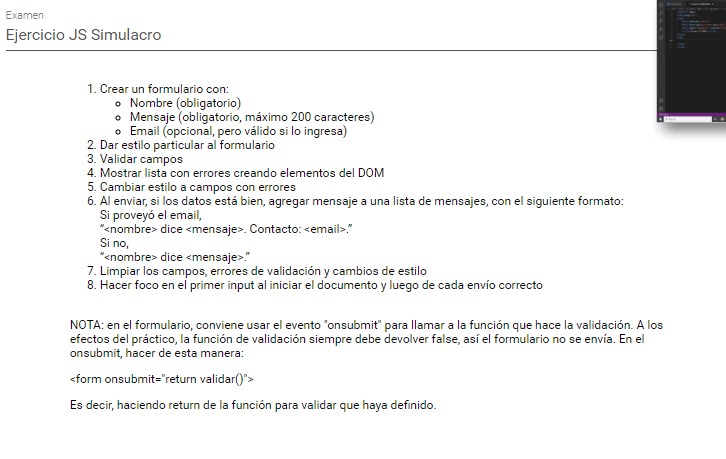 Examen
Ejercicio JS Simulacro
1. Crear un formulario con:
Nombre (obligatorio)
Mensaje (obligatorio, máximo 200 caracteres)
Email (opcional, pero válido si lo ingresa)
2. Dar estilo particular al formulario
3. Validar campos
4. Mostrar lista con errores creando elementos del DOM
5. Cambiar estilo a campos con errores
6. Al enviar, si los datos está bien, agregar mensaje a una lista de mensajes, con el siguiente formato:
Si proveyó el email,
"<nombre> dice <mensaje>. Contacto: <email>."
Si no,
"<nombre> dice <mensaje>."
7. Limpiar los campos, errores de validación y cambios de estilo
8. Hacer foco en el primer input al iniciar el documento y luego de cada envío correcto
NOTA: en el formulario, conviene usar el evento "onsubmit" para llamar a la función que hace la validación. A los
efectos del práctico, la función de validación siempre debe devolver false, así el formulario no se envía. En el
onsubmit, hacer de esta manera:
<form onsubmit="return validar()">
Es decir, haciendo return de la función para validar que haya definido.